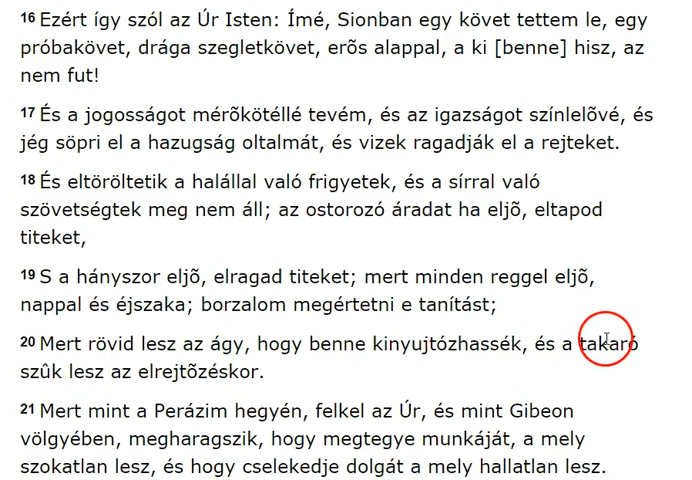 16 Ezért így szól az Úr Isten: Ímé, Sionban egy követ tettem le, egy
próbakövet, drága szegletkövet, erõs alappal, a ki [benne] hisz, az
nem fut!
17 És a jogosságot mérõkötéllé tevém, és az igazságot színlelõvé, és
jég söpri el a hazugság oltalmát, és vizek ragadják el a rejteket.
18 És eltöröltetik a halállal való frigyetek, és a sírral való
szövetségtek meg nem áll; az ostorozó áradat ha eljõ, eltapod
titeket,
19 S a hányszor eljõ, elragad titeket; mert minden reggel eljõ,
nappal és éjszaka; borzalom megértetni e tanítást;
20 Mert rövid lesz az ágy, hogy benne kinyujtózhassék, és a takaró
szûk lesz az elrejtõzéskor.
21 Mert mint a Perázim hegyén, felkel az Úr, és mint Gibeon
völgyében, megharagszik, hogy megtegye munkáját, a mely
szokatlan lesz, és hogy cselekedje dolgát a mely hallatlan lesz.